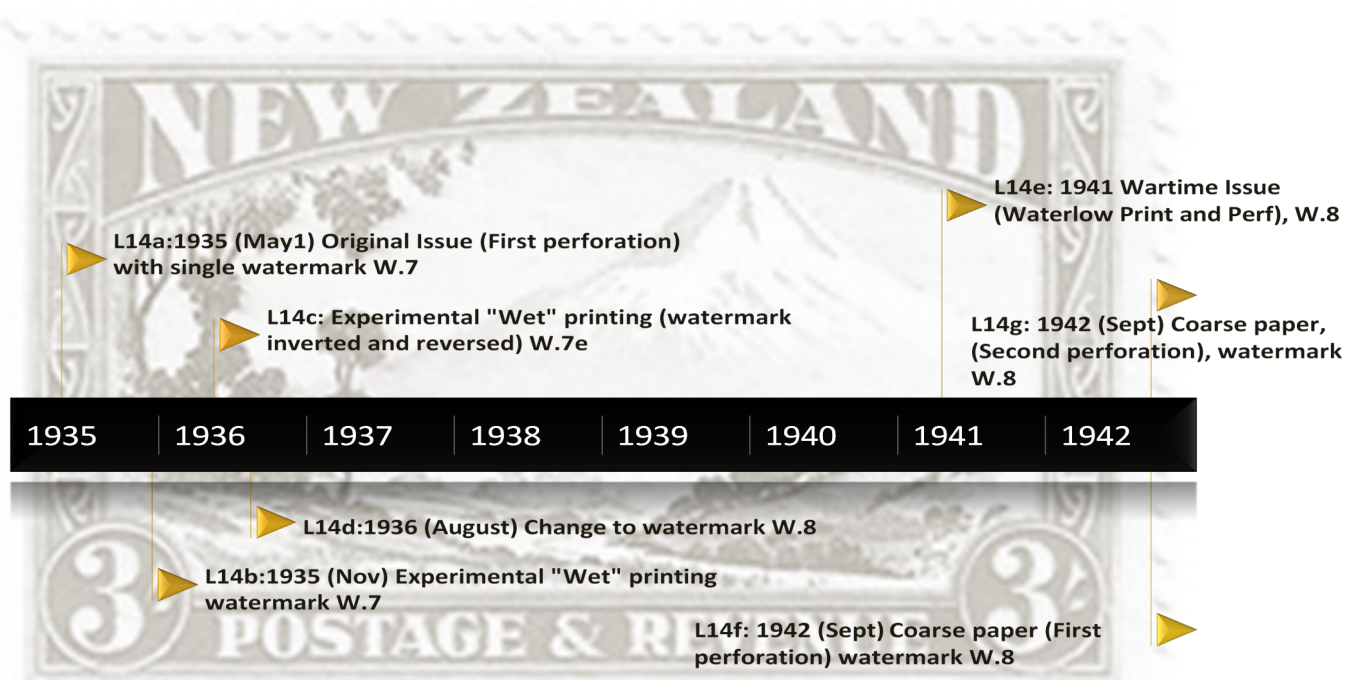 NEW ZEALAND
L14e: 1941 Wartime Issue
(Waterlow Print and Perf), W.8
L14a:1935 (May1) Original Issue (First perforation)
with single watermark W.7
L14c: Experimental "Wet" printing (watermark
inverted and reversed) W.7e
L14g: 1942 (Sept) Coarse paper,
(Second perforation), watermark
W.8
1935 1936 1937 1938 1939 1940 1941 1942
L14d:1936 (August) Change to watermark W.8
L14b:1935 (Nov) Experimental "Wet" printing
watermark W.7
L14f: 1942 (Sept) Coarse paper (First
perforation) watermark W.8
3/- 3/-
POSTAGE & RE